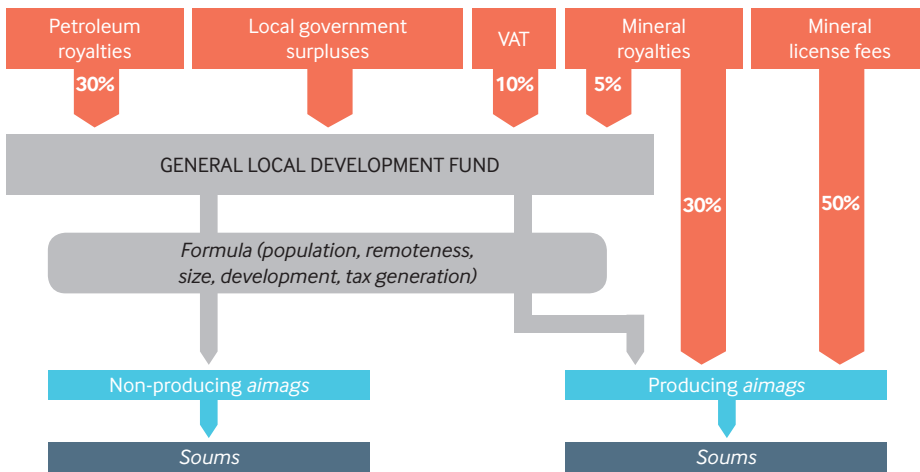 Petroleum
royalties
Local government
surpluses
VAT
Mineral
royalties
Mineral
license fees
30%
10%
5%
GENERAL LOCAL DEVELOPMENT FUND
30%
50%
Formula (population, remoteness,
size, development, tax generation)
Non-producing aimags
Producing aimags
Soums
Soums